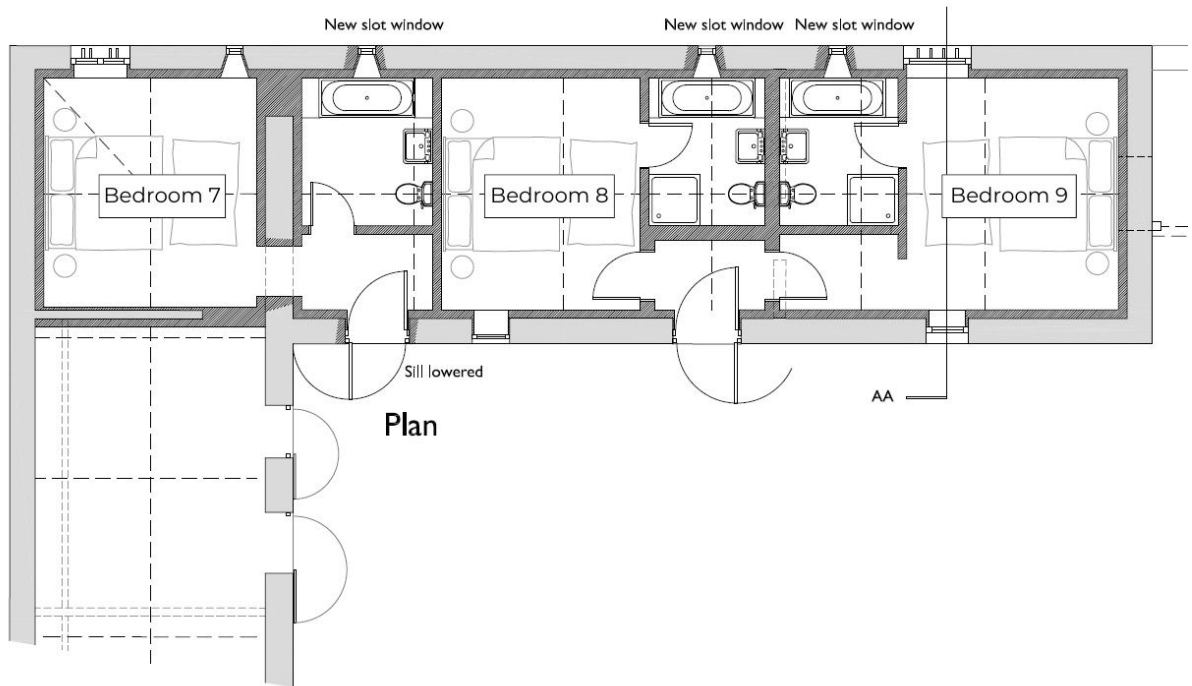 New slot window
New slot window
New slot window
Bedroom 7
Bedroom 8
Bedroom 9
Sill lowered
AA
Plan